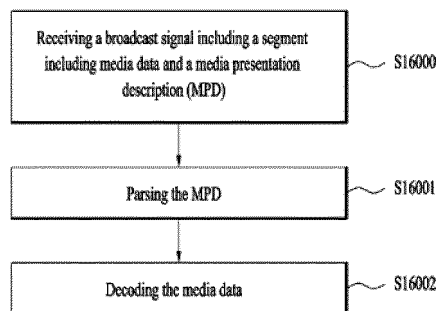 Receiving a broadcast signal including a segment
including media data and a media presentation
description (MPD)
S16000
Parsing the MPD
S16001
Decoding the media data
S16002